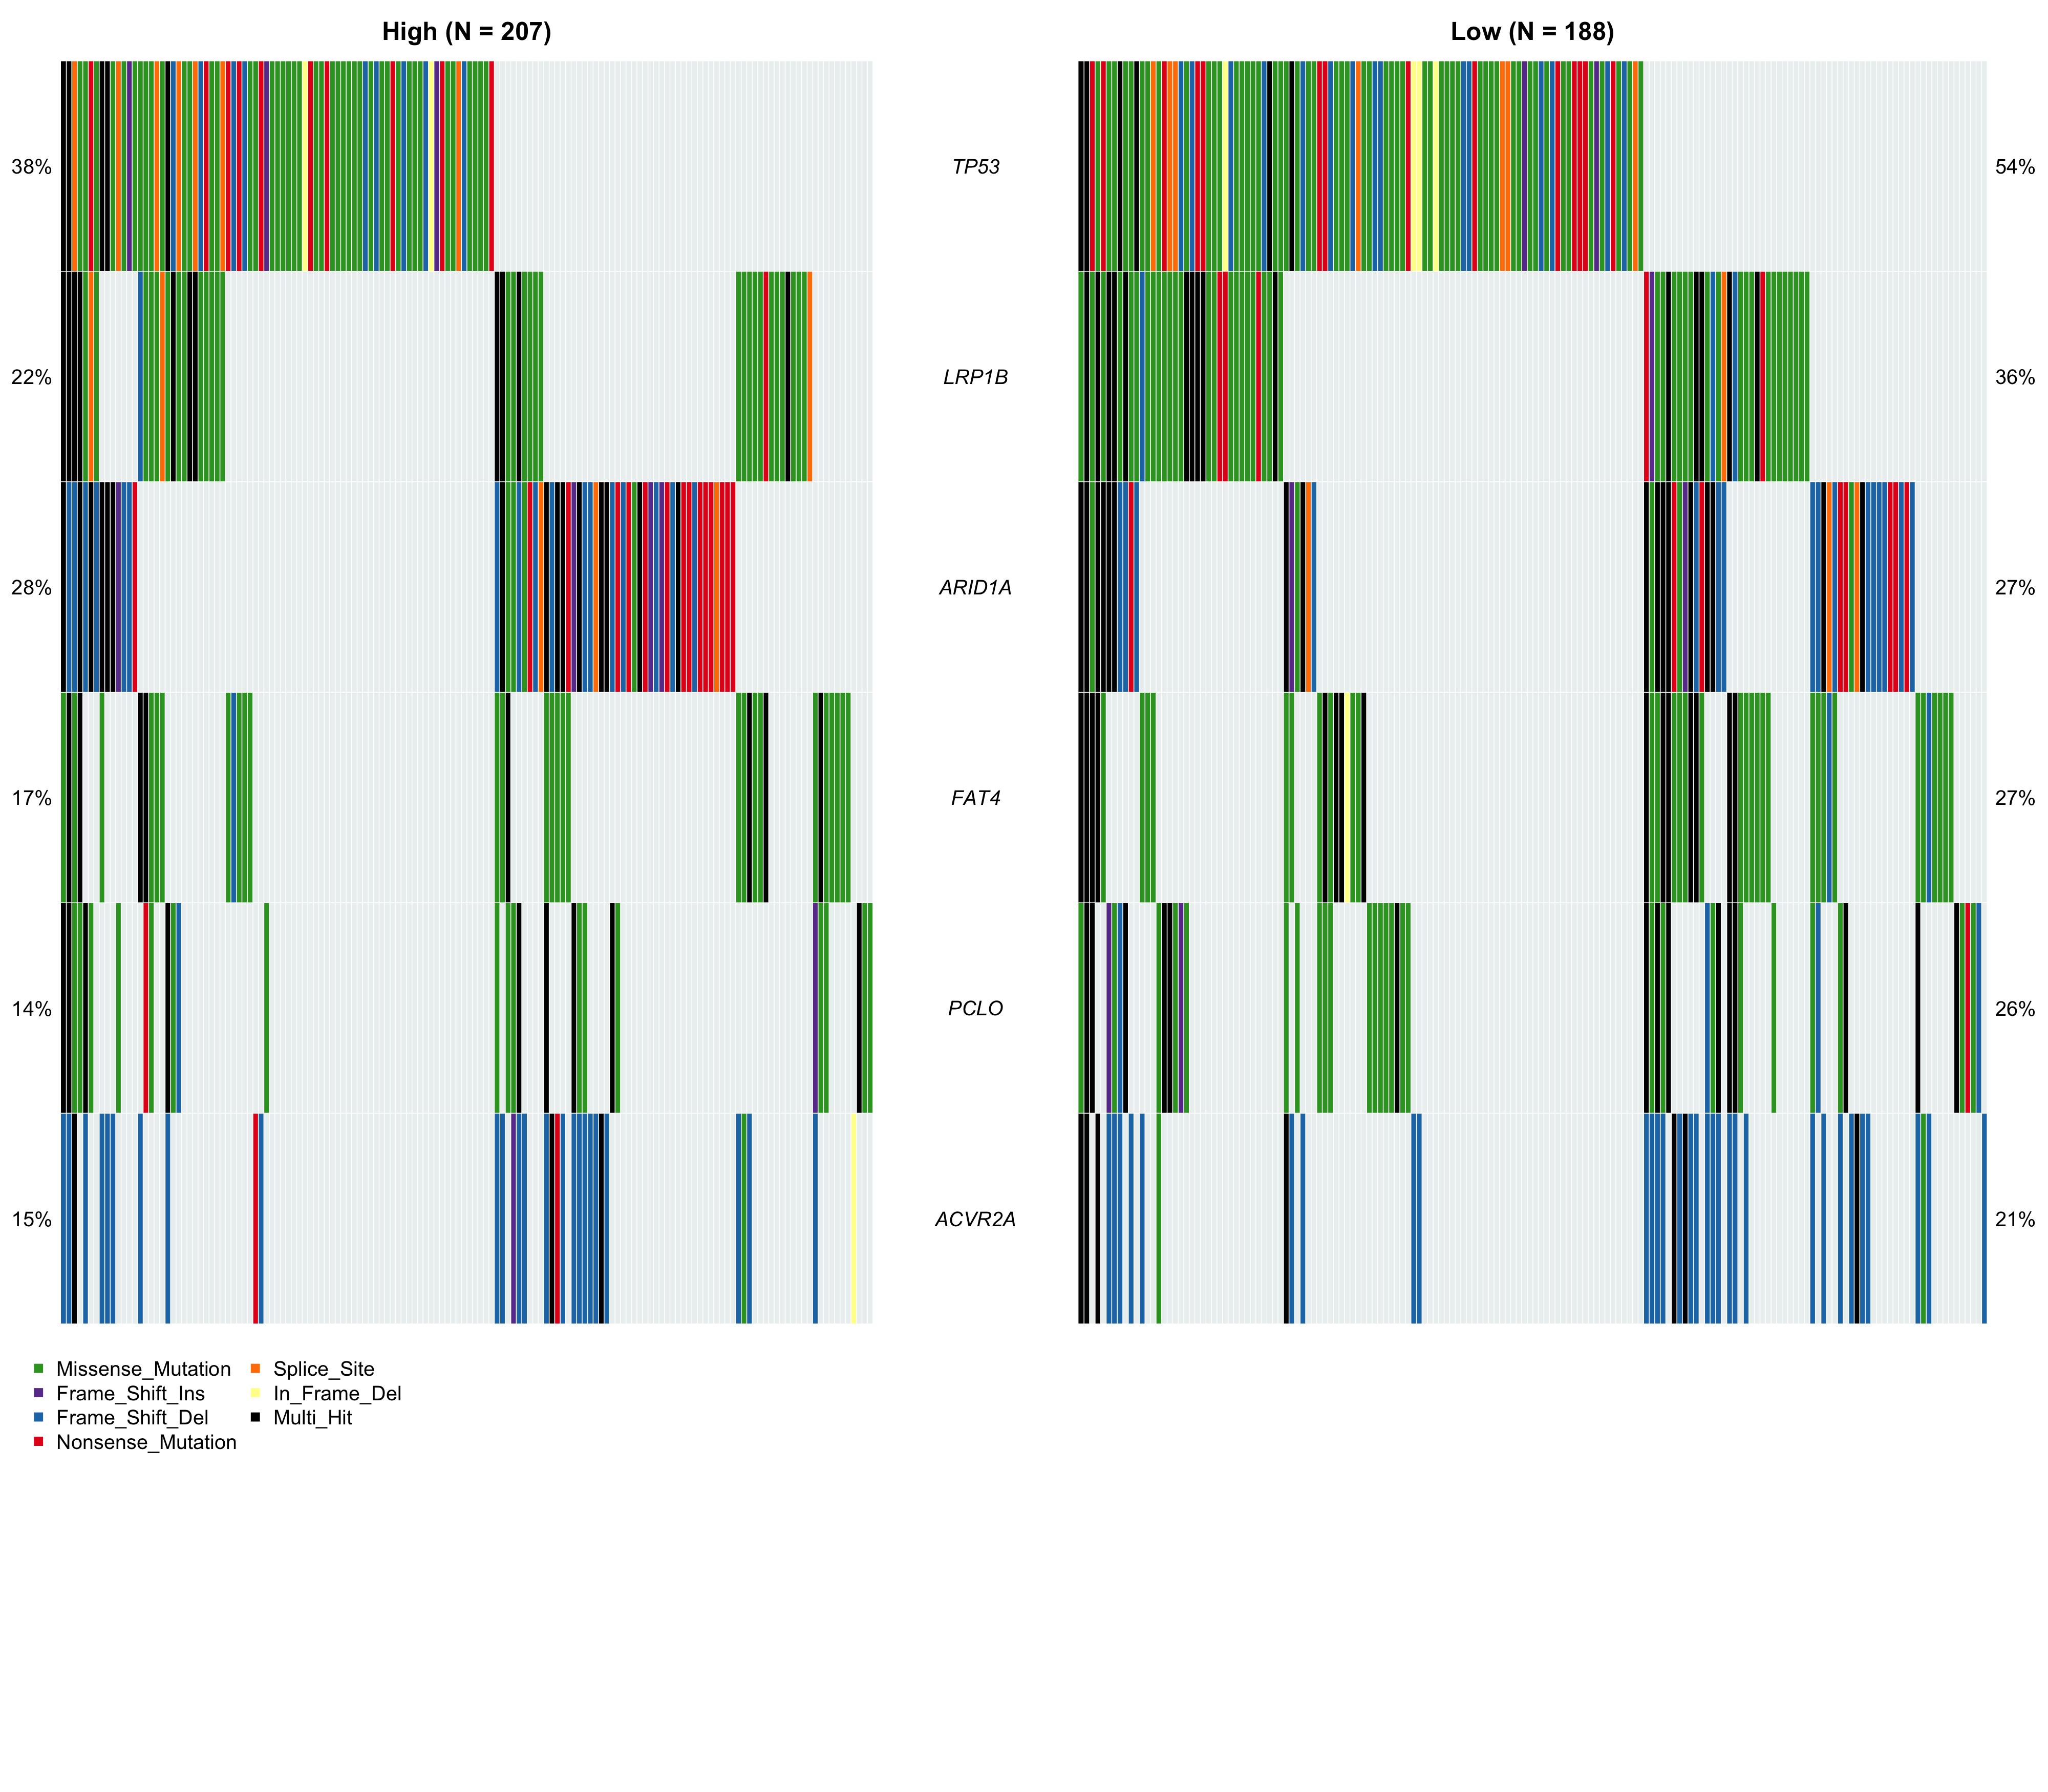 High (N = 207)
Low (N = 188)
38%
TP53
54%
22%
LRP1B
36%
28%
ARID1A
27%
17%
FAT4
27%
14%
PCLO
26%
15%
ACVR2A
21%
Missense_Mutation
Splice_Site
Frame_Shift_Ins
In_Frame_Del
Frame_Shift_Del
Multi_Hit
Nonsense_Mutation